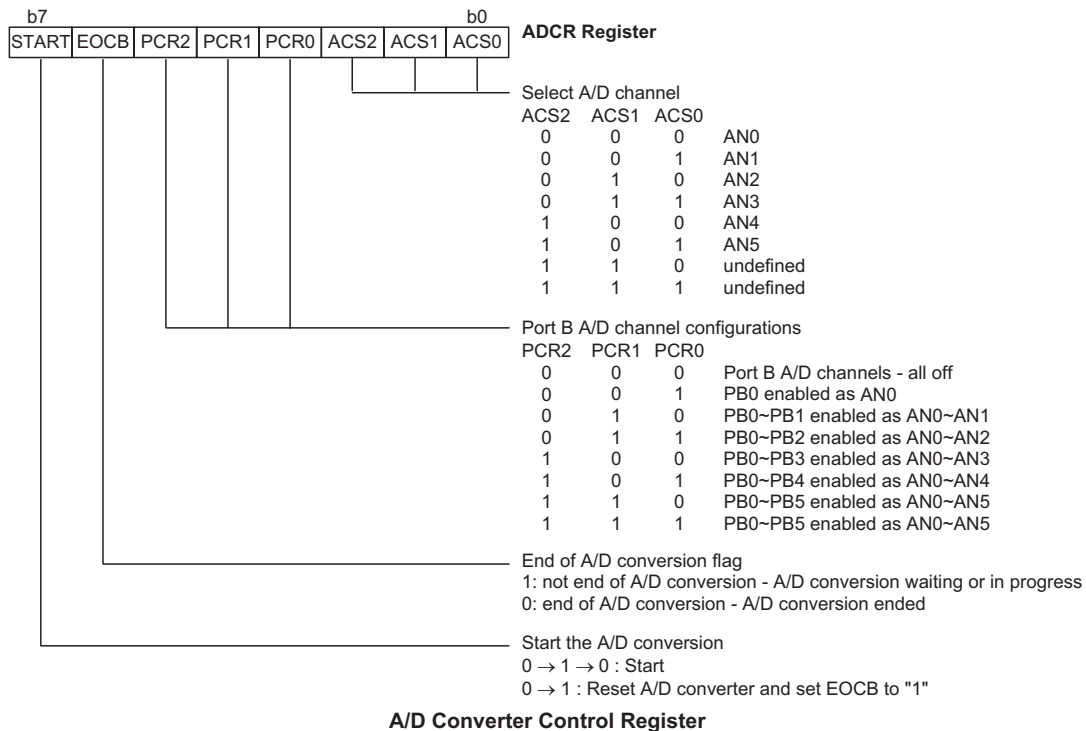 b7 b0
START EOCB PCR2 PCR1 PCR0 ACS2 ACS1 ACS0 ADCR Register
Select A/D channel
ACS2 ACS1 ACS0
0 0 0 AN0
0 0 1 AN1
0 1 0 AN2
0 1 1 AN3
1 0 0 AN4
1 0 1 AN5
1 1 0 undefined
1 1 1 undefined
Port B A/D channel configurations
PCR2 PCR1 PCR0
0 0 0 Port B A/D channels - all off
0 0 1 PB0 enabled as AN0
0 1 0 PB0~PB1 enabled as AN0~AN1
0 1 1 PB0~PB2 enabled as AN0~AN2
1 0 0 PB0~PB3 enabled as AN0~AN3
1 0 1 PB0~PB4 enabled as AN0~AN4
1 1 0 PB0~PB5 enabled as AN0~AN5
1 1 1 PB0~PB5 enabled as AN0~AN5
End of A/D conversion flag
1: not end of A/D conversion - A/D conversion waiting or in progress
0: end of A/D conversion - A/D conversion ended
Start the A/D conversion
0 → 1 → 0 : Start
0 → 1 : Reset A/D converter and set EOCB to "1"
A/D Converter Control Register